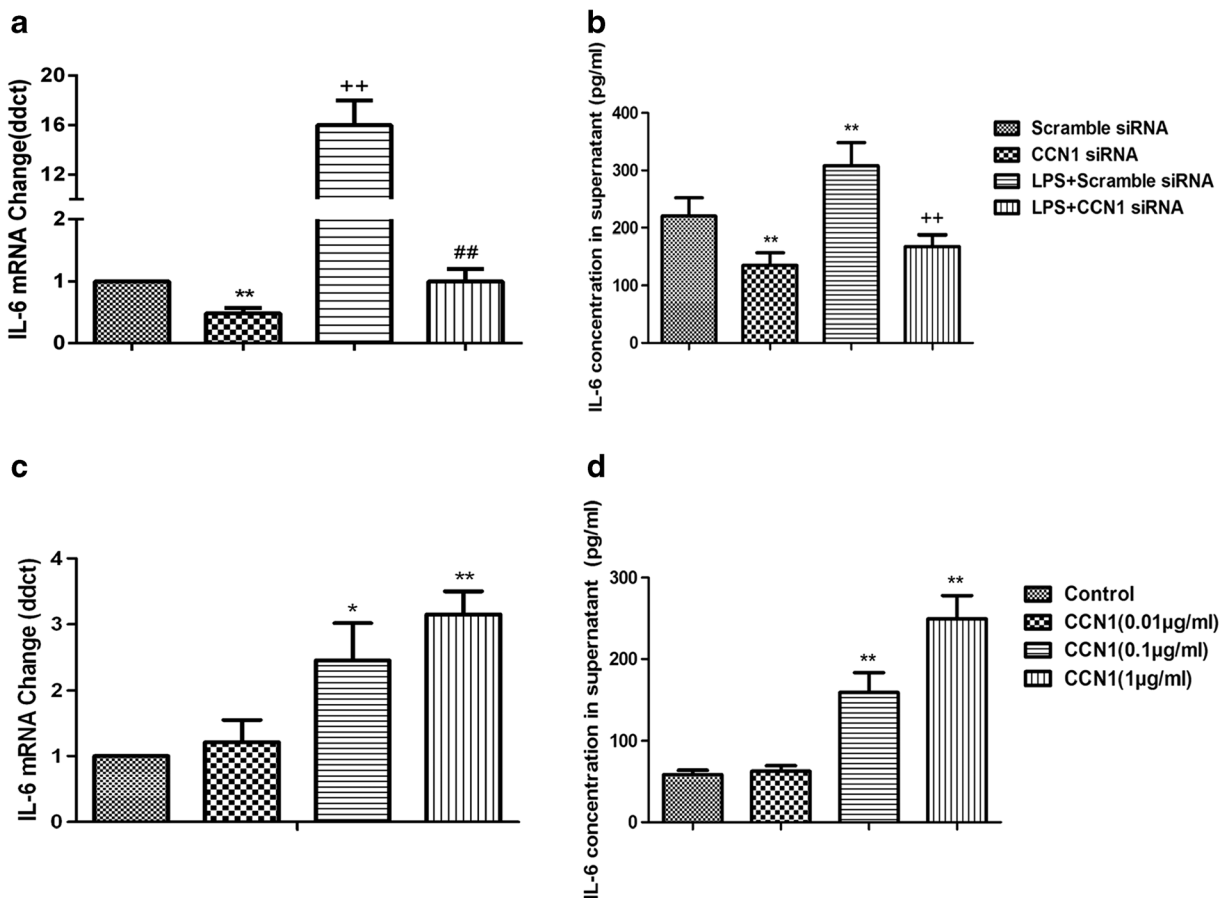 a
IL-6 mRNA Change(ddct)
20
16
12
2
1
0
**
++
##
b
IL-6 concentration in supernatant (pg/ml)
400
300
200
100
0
**
**
++
Scramble siRNA
CCN1 siRNA
LPS+Scramble siRNA
LPS+CCN1 siRNA
c
IL-6 mRNA Change (ddct)
4
3
2
1
0
*
**
d
IL-6 concentration in supernatant (pg/ml)
300
200
100
0
**
**
Control
CCN1(0.01µg/ml)
CCN1(0.1µg/ml)
CCN1(1µg/ml)